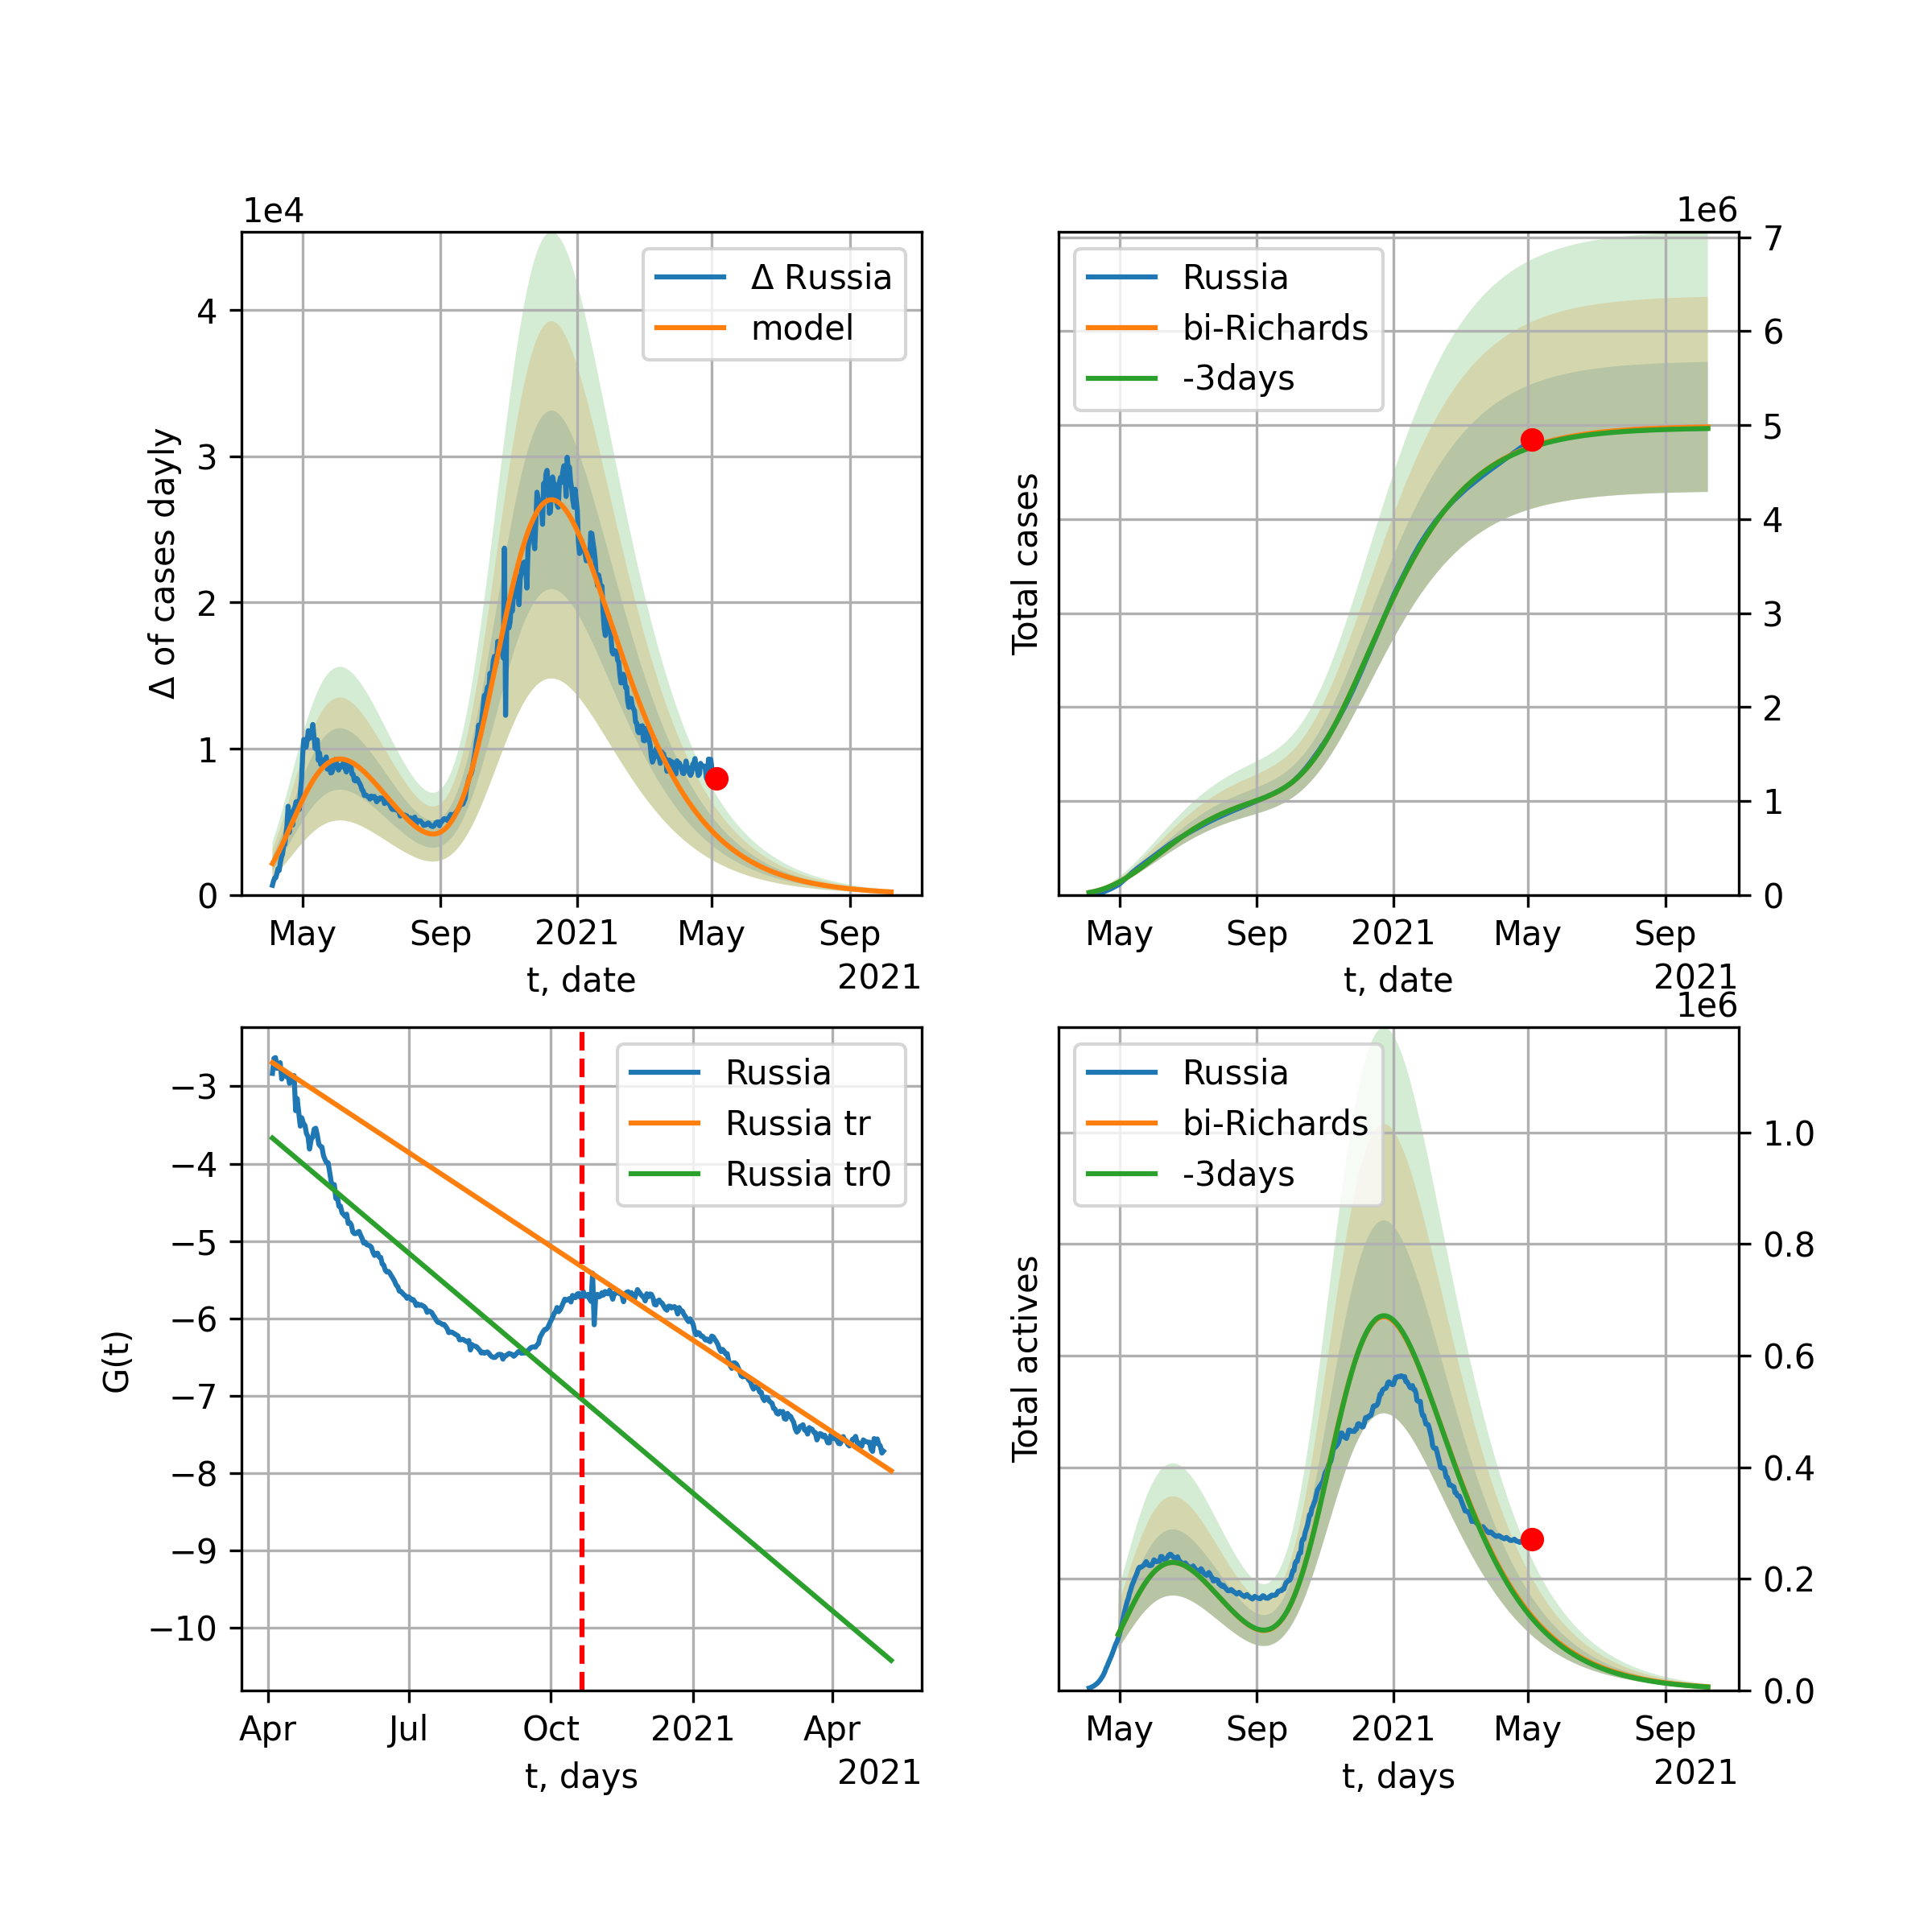 1e4
Δ of cases dayly
4
3
2
1
0
Δ Russia
model
May Sep 2021 May Sep
t, date
2021
1e6
Total cases
Russia
bi-Richards
-3days
7
6
5
4
3
2
1
0
May Sep 2021 May Sep
t, date
2021
G(t)
−3
−4
−5
−6
−7
−8
−9
−10
Russia
Russia tr
Russia tr0
Apr Jul Oct 2021 Apr
t, days
2021
1e6
Total actives
Russia
bi-Richards
-3days
1.0
0.8
0.6
0.4
0.2
0.0
May Sep 2021 May Sep
t, days
2021